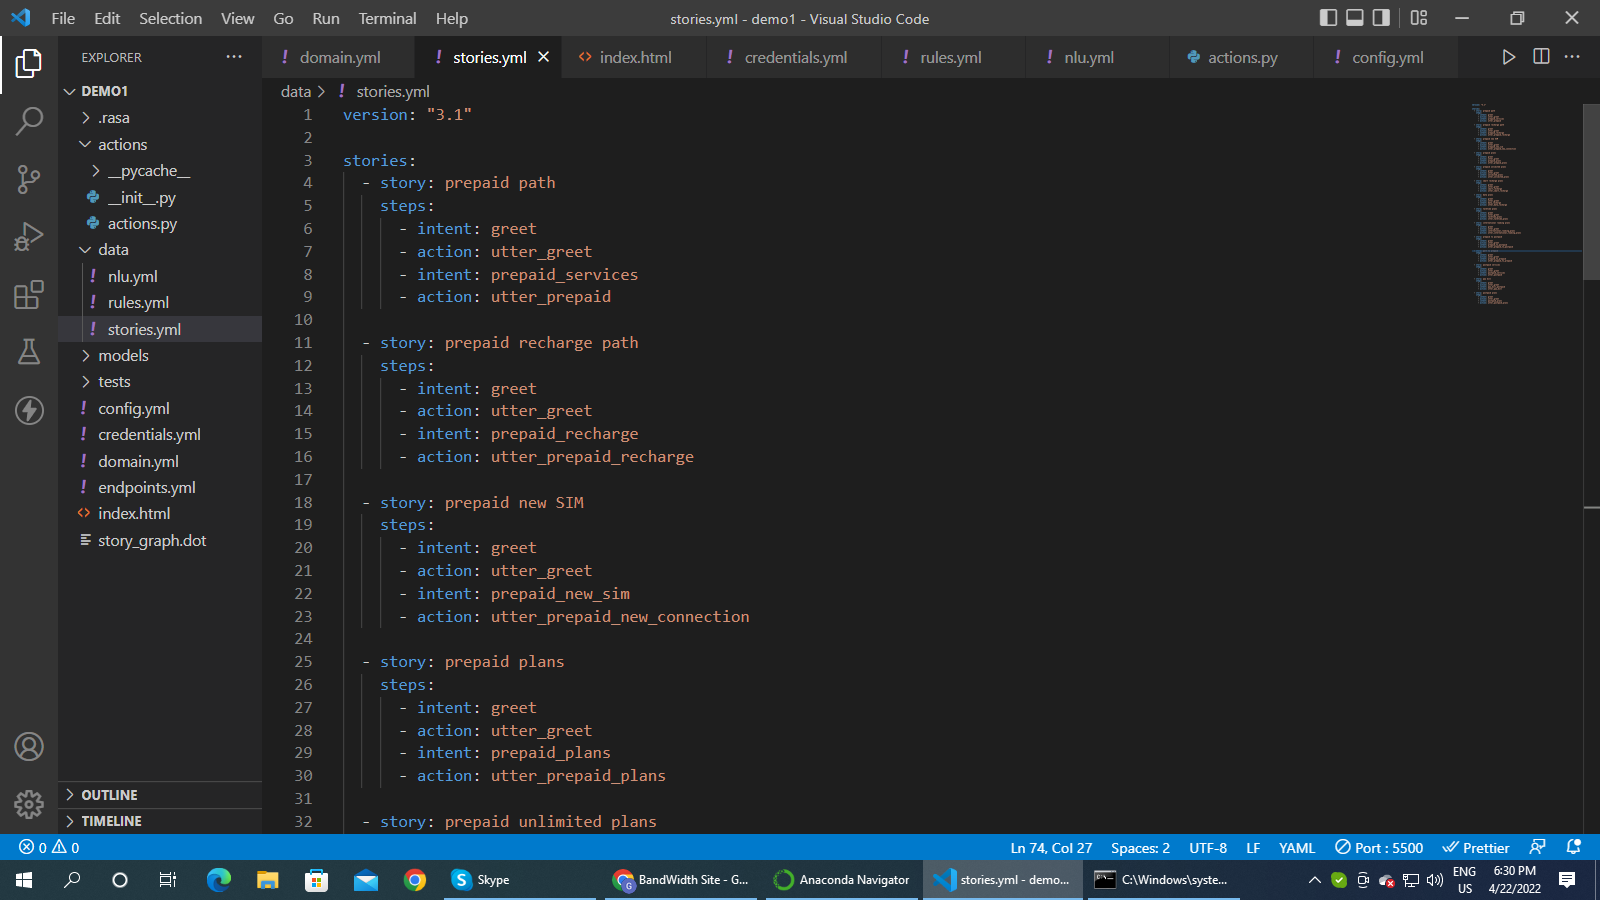 File Edit Selection View Go Run Terminal Help
stories.yml - demo1 - Visual Studio Code
EXPLORER
domain.yml
stories.yml
index.html
credentials.yml
rules.yml
nlu.yml
actions.py
config.yml
DEMO1
.rasa
actions
__pycache__
__init__.py
actions.py
data
nlu.yml
rules.yml
stories.yml
models
tests
config.yml
credentials.yml
domain.yml
endpoints.yml
index.html
story_graph.dot
OUTLINE
TIMELINE
data > stories.yml
1 version: "3.1"
2
3 stories:
4 - story: prepaid path
5 steps:
6 - intent: greet
7 - action: utter_greet
8 - intent: prepaid_services
9 - action: utter_prepaid
10
11 - story: prepaid recharge path
12 steps:
13 - intent: greet
14 - action: utter_greet
15 - intent: prepaid_recharge
16 - action: utter_prepaid_recharge
17
18 - story: prepaid new SIM
19 steps:
20 - intent: greet
21 - action: utter_greet
22 - intent: prepaid_new_sim
23 - action: utter_prepaid_new_connection
24
25 - story: prepaid plans
26 steps:
27 - intent: greet
28 - action: utter_greet
29 - intent: prepaid_plans
30 - action: utter_prepaid_plans
31
32 - story: prepaid unlimited plans
0 0
Ln 74, Col 27 Spaces: 2 UTF-8 LF YAML Port : 5500 Prettier
Skype
BandWidth Site - G...
Anaconda Navigator
stories.yml - demo...
C:\Windows\syste...
ENG
US
6:30 PM
4/22/2022